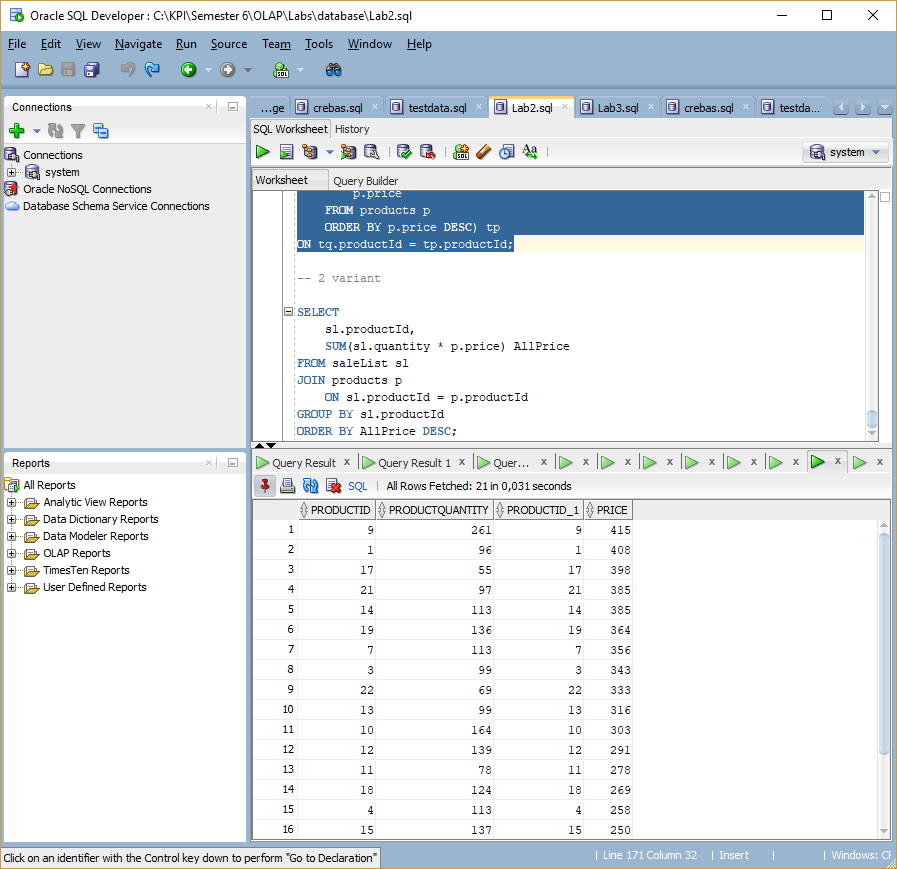 Oracle SQL Developer : C:\KPI\Semester 6\OLAP\Labs\database\Lab2.sql
File Edit View Navigate Run Source Team Tools Window Help
Connections
Connections
system
Oracle NoSQL Connections
Database Schema Service Connections
Reports
All Reports
Analytic View Reports
Data Dictionary Reports
Data Modeler Reports
OLAP Reports
TimesTen Reports
User Defined Reports
...ge crebas.sql testdata.sql Lab2.sql Lab3.sql crebas.sql testda...
SQL Worksheet History
system
Worksheet Query Builder
p.price
FROM products p
ORDER BY p.price DESC) tp
ON tq.productId = tp.productId;
-- 2 variant
SELECT
sl.productId,
SUM(sl.quantity * p.price) AllPrice
FROM saleList sl
JOIN products p
ON sl.productId = p.productId
GROUP BY sl.productId
ORDER BY AllPrice DESC;
Query Result x Query Result 1 x Quer... x x x x x x x x x
SQL All Rows Fetched: 21 in 0,031 seconds
PRODUCTID PRODUCTQUANTITY PRODUCTID_1 PRICE
1 9 261 9 415
2 1 96 1 408
3 17 55 17 398
4 21 97 21 385
5 14 113 14 385
6 19 136 19 364
7 7 113 7 356
8 3 99 3 343
9 22 69 22 333
10 13 99 13 316
11 10 164 10 303
12 12 139 12 291
13 11 78 11 278
14 18 124 18 269
15 4 113 4 258
16 15 137 15 250
Click on an identifier with the Control key down to perform "Go to Declaration"
Line 171 Column 32 Insert Windows: CF